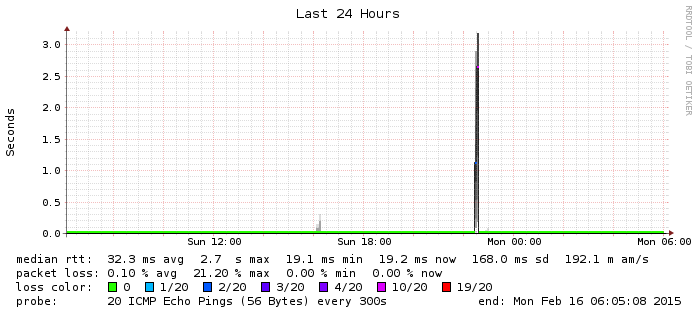 Last 24 Hours
RRDTOOL / TOBI OETIKER
Seconds
3.0
2.5
2.0
1.5
1.0
0.5
0.0
Sun 12:00 Sun 18:00 Mon 00:00 Mon 06:00
median rtt: 32.3 ms avg 2.7 s max 19.1 ms min 19.2 ms now 168.0 ms sd 192.1 m am/s
packet loss: 0.10 % avg 21.20 % max 0.00 % min 0.00 % now
loss color: 0 1/20 2/20 3/20 4/20 10/20 19/20
probe: 20 ICMP Echo Pings (56 Bytes) every 300s end: Mon Feb 16 06:05:08 2015